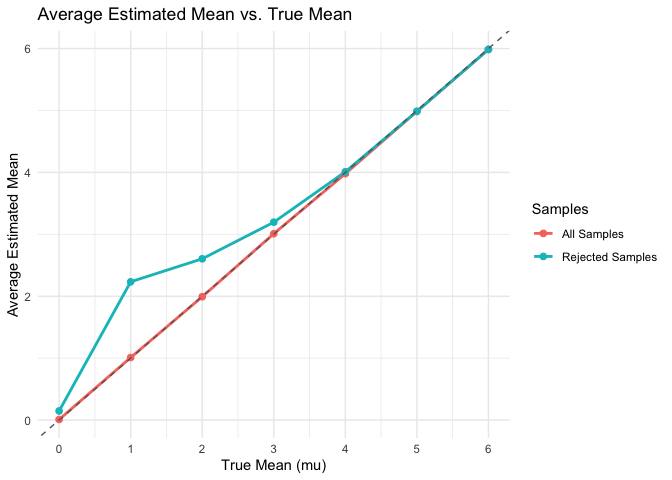 Average Estimated Mean vs. True Mean
6
4
2
0
Average Estimated Mean
0 1 2 3 4 5 6
True Mean (mu)
Samples
All Samples
Rejected Samples